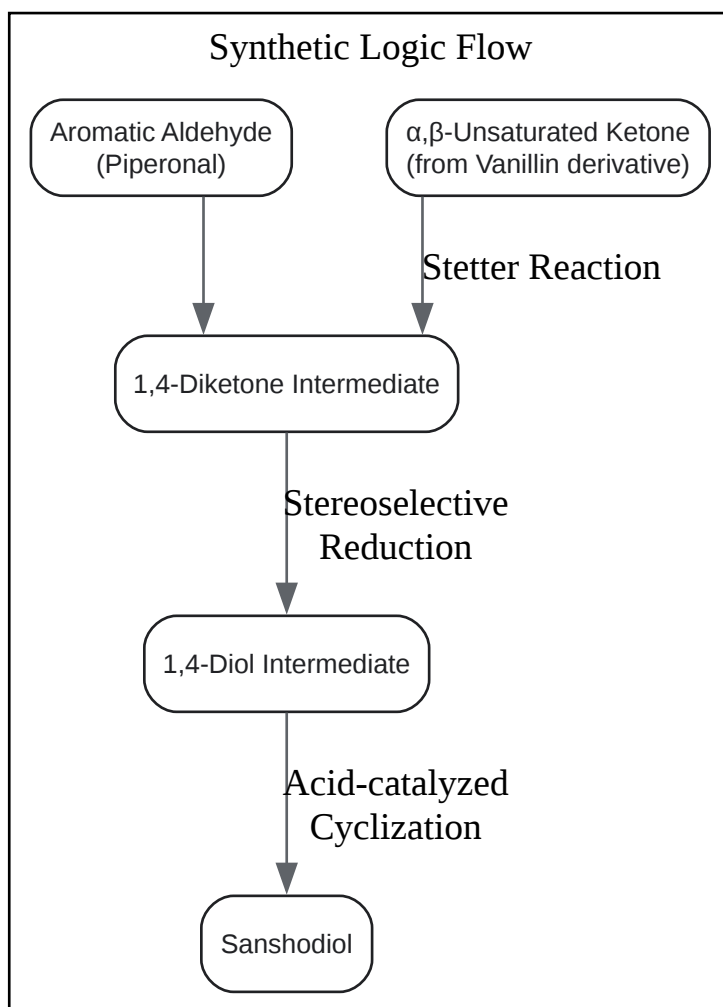 Synthetic Logic Flow
Aromatic Aldehyde
(Piperonal)
α,β-Unsaturated Ketone
(from Vanillin derivative)
Stetter Reaction
1,4-Diketone Intermediate
Stereoselective
Reduction
1,4-Diol Intermediate
Acid-catalyzed
Cyclization
Sanshodiol